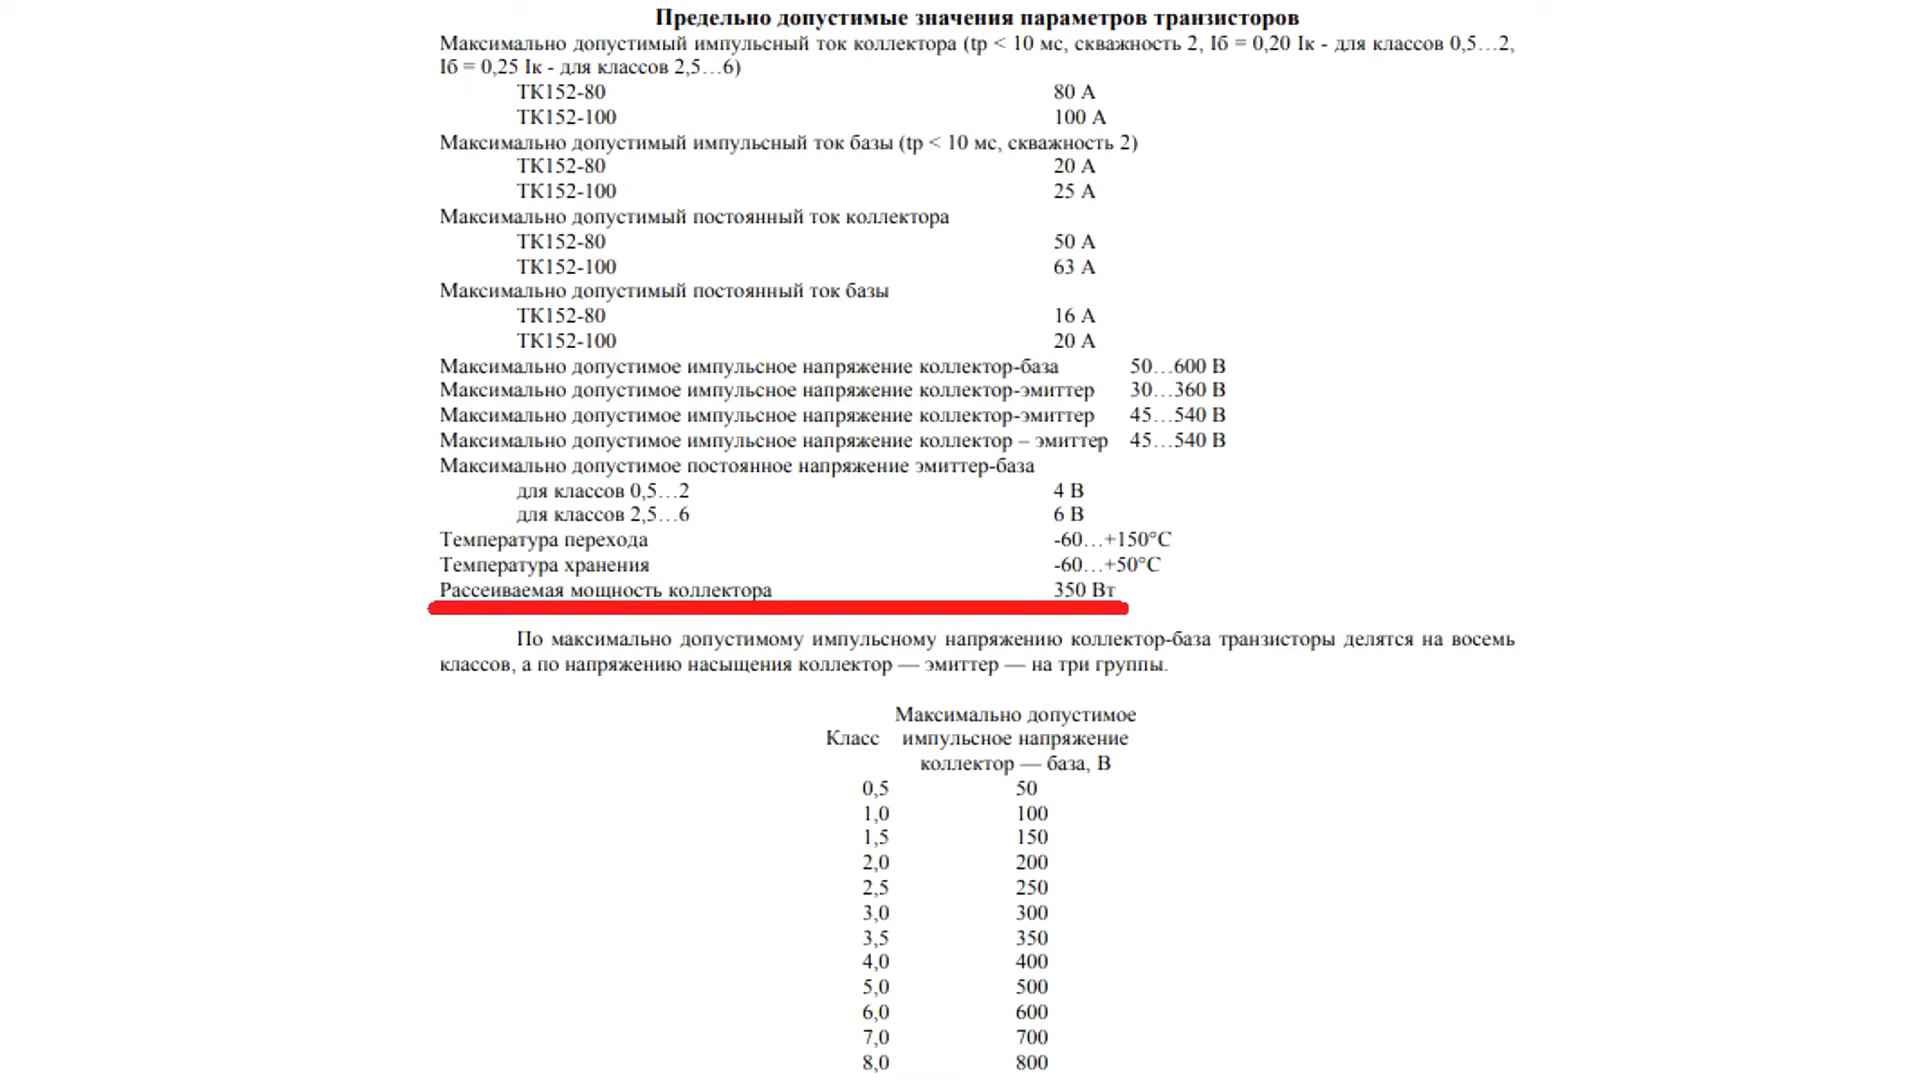 Предельно допустимые значения параметров транзисторов
Максимально допустимый импульсный ток коллектора (tр < 10 мс, скважность 2, Iб = 0,20 Iк - для классов 0,5…2,
Iб = 0,25 Iк - для классов 2,5…6)
ТК152-80 80 А
ТК152-100 100 А
Максимально допустимый импульсный ток базы (tр < 10 мс, скважность 2)
ТК152-80 20 А
ТК152-100 25 А
Максимально допустимый постоянный ток коллектора
ТК152-80 50 А
ТК152-100 63 А
Максимально допустимый постоянный ток базы
ТК152-80 16 А
ТК152-100 20 А
Максимально допустимое импульсное напряжение коллектор-база 50…600 В
Максимально допустимое импульсное напряжение коллектор-эмиттер 30…360 В
Максимально допустимое импульсное напряжение коллектор-эмиттер 45…540 В
Максимально допустимое импульсное напряжение коллектор – эмиттер 45…540 В
Максимально допустимое постоянное напряжение эмиттер-база
для классов 0,5…2 4 В
для классов 2,5…6 6 В
Температура перехода -60…+150°С
Температура хранения -60…+50°С
Рассеиваемая мощность коллектора 350 Вт
По максимально допустимому импульсному напряжению коллектор-база транзисторы делятся на восемь
классов, а по напряжению насыщения коллектор — эмиттер — на три группы.
Максимально допустимое
Класс импульсное напряжение
коллектор — база, В
0,5 50
1,0 100
1,5 150
2,0 200
2,5 250
3,0 300
3,5 350
4,0 400
5,0 500
6,0 600
7,0 700
8,0 800